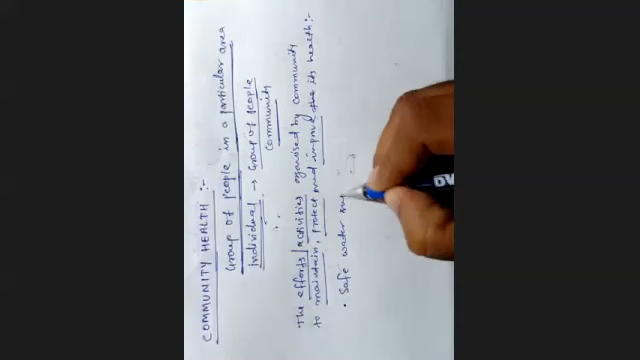 COMMUNITY HEALTH :-
Group of people in a particular area
Individual → Group of people
Community
The efforts/activities organised by community
to maintain, protect and improve the its health:-
• Safe water